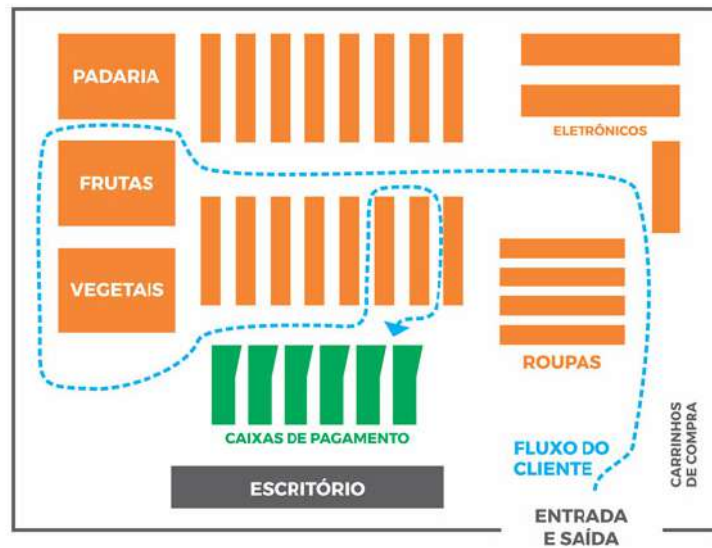 PADARIA
ELETRÔNICOS
FRUTAS
VEGETAIS
ROUPAS
CAIXAS DE PAGAMENTO
FLUXO DO
CLIENTE
CARRINHOS
DE COMPRA
ESCRITÓRIO
ENTRADA
E SAÍDA